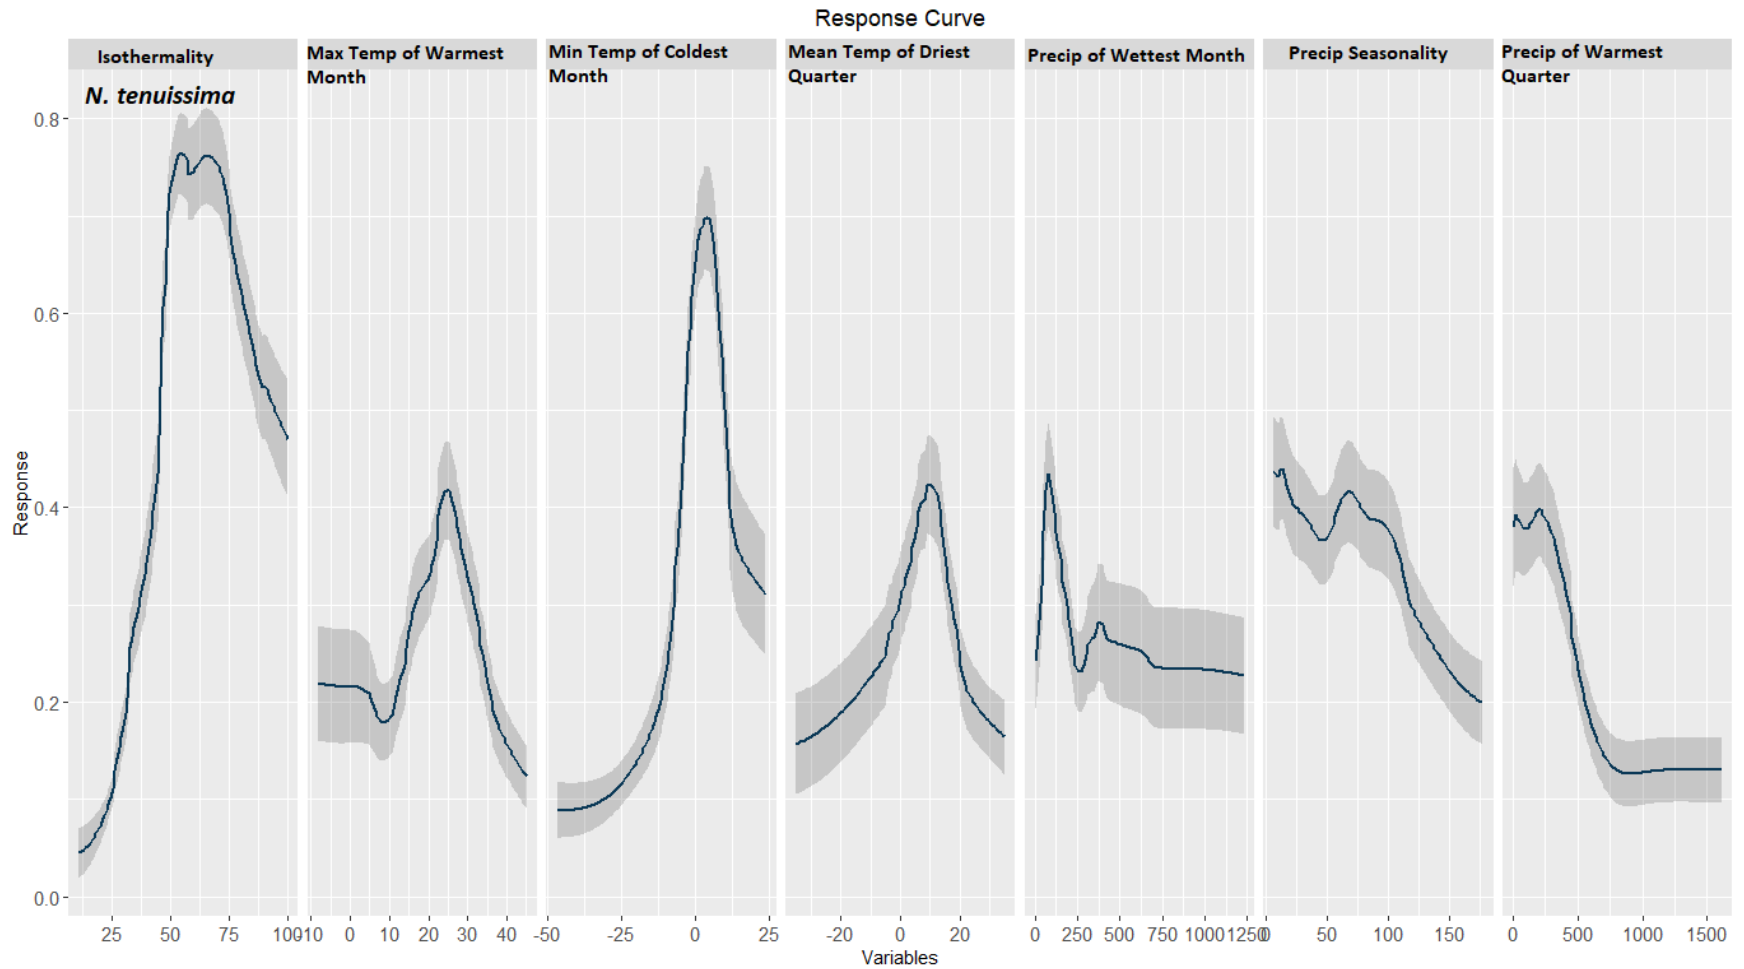 Response Curve
Isothermality
Max Temp of Warmest
Month
Min Temp of Coldest
Month
Mean Temp of Driest
Quarter
Precip of Wettest Month
Precip Seasonality
Precip of Warmest
Quarter
N. tenuissima
0.8
0.6
0.4
0.2
0.0
Response
25 50 75 100
-10 0 10 20 30 40
-50 -25 0 25
-20 0 20
0 250 500 750 1000 1250
0 50 100 150
0 500 1000 1500
Variables